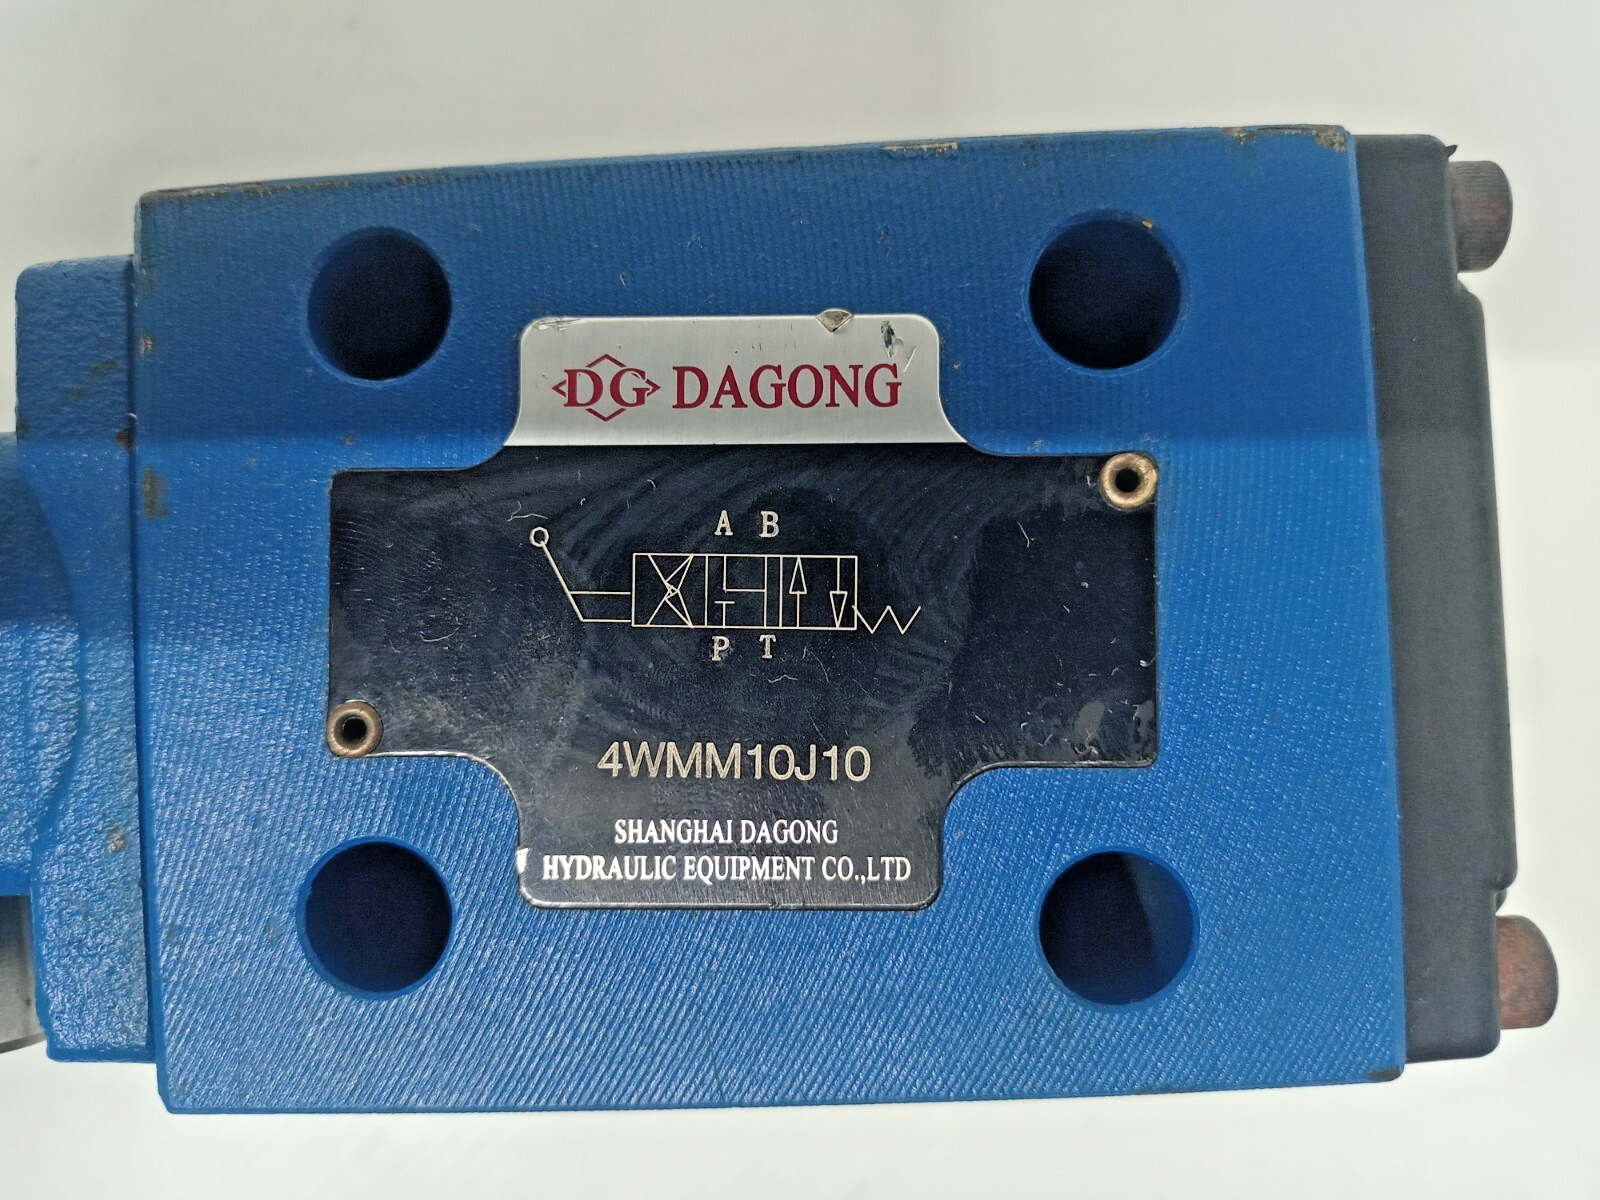 DG DAGONG
A B
P T
4WMM10J10
SHANGHAI DAGONG
HYDRAULIC EQUIPMENT CO.,LTD